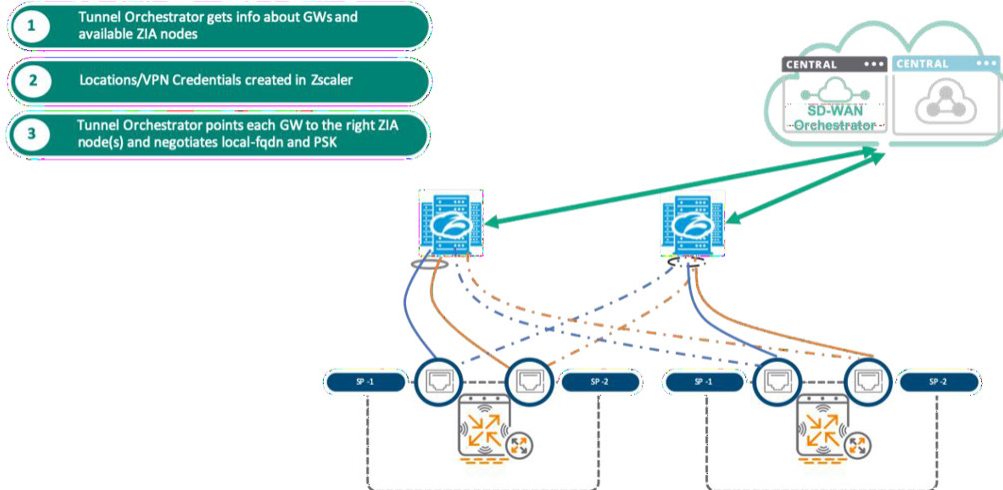 1
Tunnel Orchestrator gets info about GWs and
available ZIA nodes
2
Locations/VPN Credentials created in Zscaler
3
Tunnel Orchestrator points each GW to the right ZIA
node(s) and negotiates local-fqdn and PSK
CENTRAL
CENTRAL
SD-WAN
Orchestrator
SP -1
SP -2
SP -1
SP -2